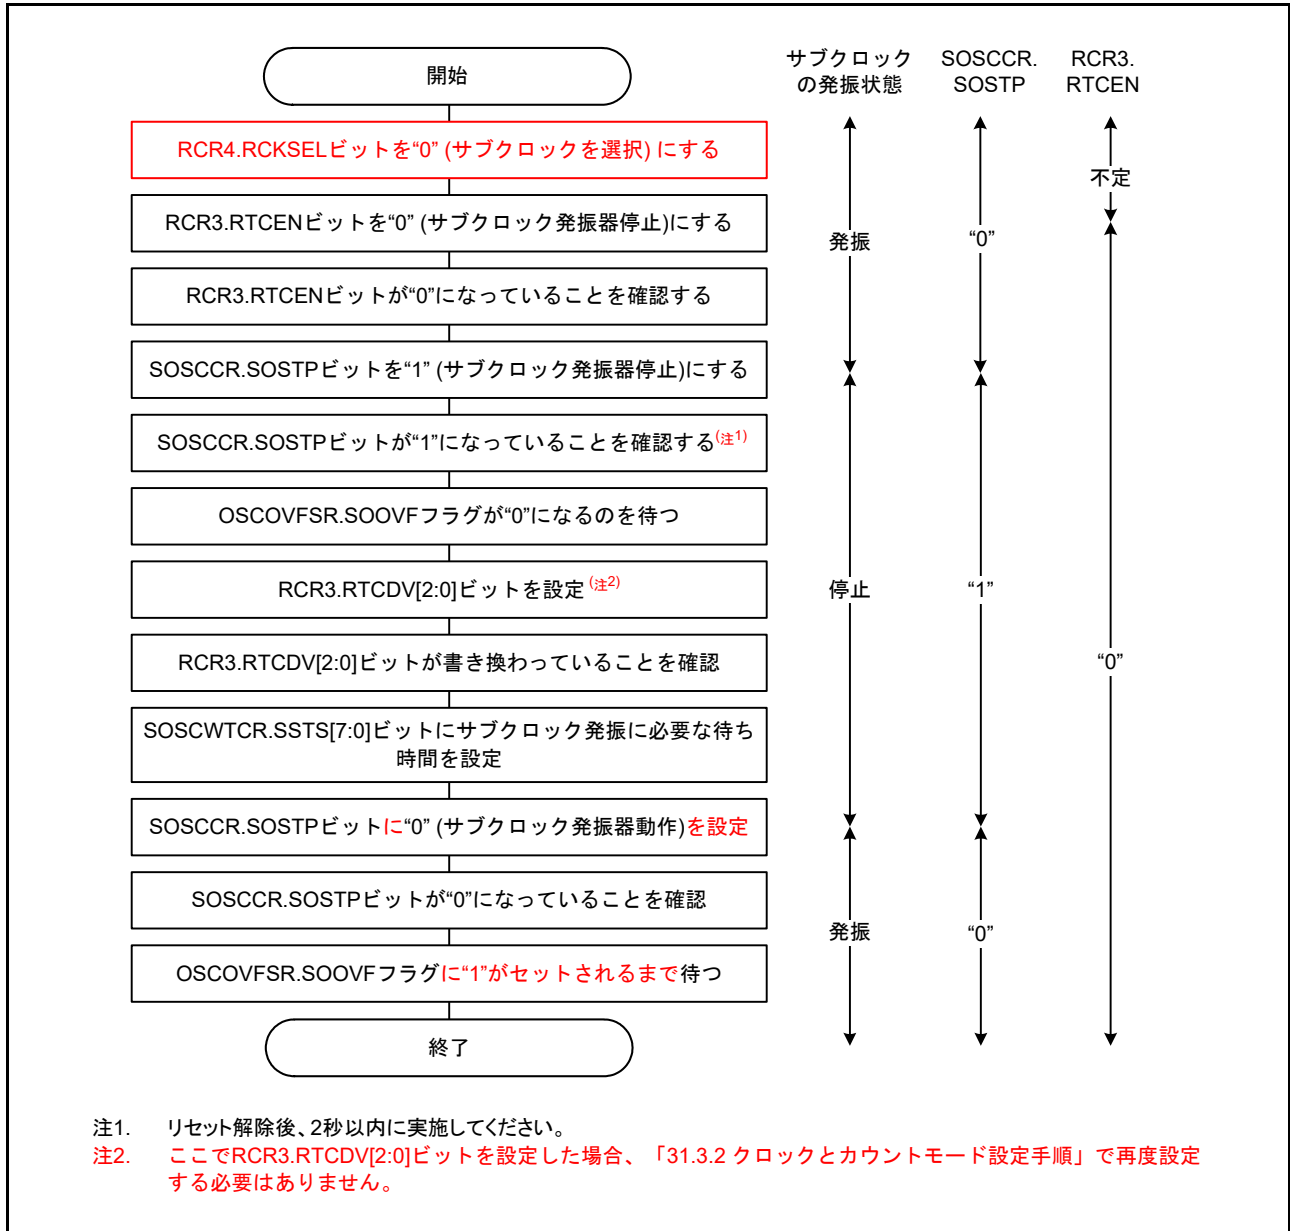 開始
サブクロック
の発振状態
SOSCCR.
SOSTP
RCR3.
RTCEN
RCR4.RCKSELビットを“0” (サブクロックを選択) にする
不定
RCR3.RTCENビットを“0” (サブクロック発振器停止)にする
発振
“0”
RCR3.RTCENビットが“0”になっていることを確認する
SOSCCR.SOSTPビットを“1” (サブクロック発振器停止)にする
SOSCCR.SOSTPビットが“1”になっていることを確認する(注1)
OSCOVFSR.SOOVFフラグが“0”になるのを待つ
RCR3.RTCDV[2:0]ビットを設定 (注2)
停止
“1”
RCR3.RTCDV[2:0]ビットが書き換わっていることを確認
“0”
SOSCWTCR.SSTS[7:0]ビットにサブクロック発振に必要な待ち
時間を設定
SOSCCR.SOSTPビットに“0” (サブクロック発振器動作)を設定
SOSCCR.SOSTPビットが“0”になっていることを確認
発振
“0”
OSCOVFSR.SOOVFフラグに“1”がセットされるまで待つ
終了
注1. リセット解除後、2秒以内に実施してください。
注2. ここでRCR3.RTCDV[2:0]ビットを設定した場合、「31.3.2 クロックとカウントモード設定手順」で再度設定
する必要はありません。